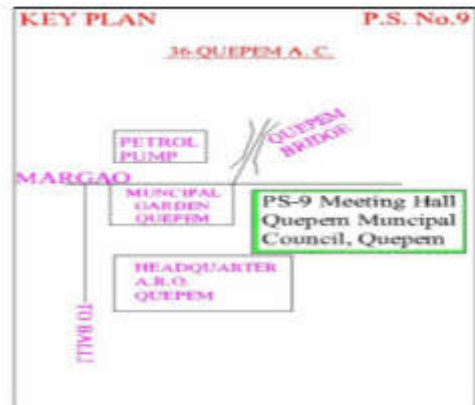 KEY PLAN P.S. No.9
36-QUEPEM A. C.
PETROL
PUMP
QUEPEM
BRIDGE
MARGAO
MUNCIPAL
GARDEN
QUEPEM
PS-9 Meeting Hall
Quepem Muncipal
Council, Quepem
HEADQUARTER
A.R.O.
QUEPEM
TO BALLI